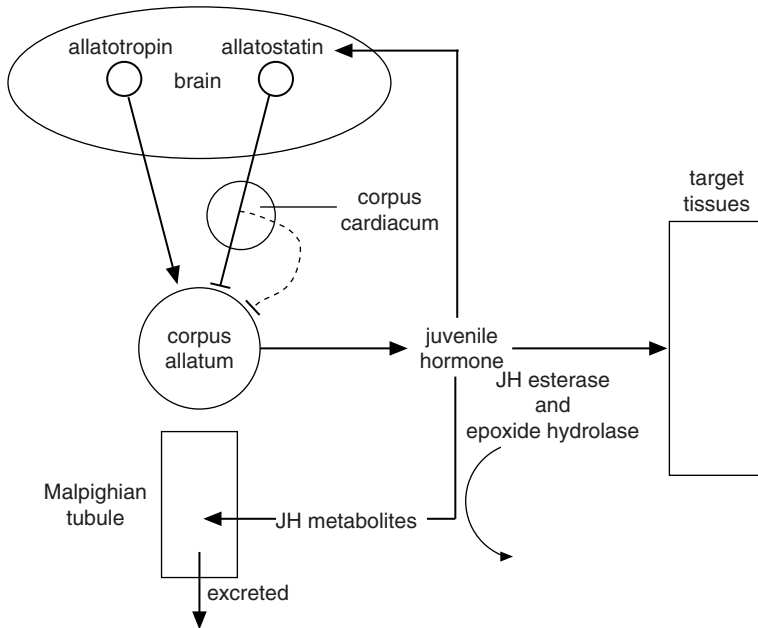 allatotropin
allatostatin
brain
corpus
cardiacum
target
tissues
corpus
allatum
juvenile
hormone
JH esterase
and
epoxide hydrolase
Malpighian
tubule
JH metabolites
excreted